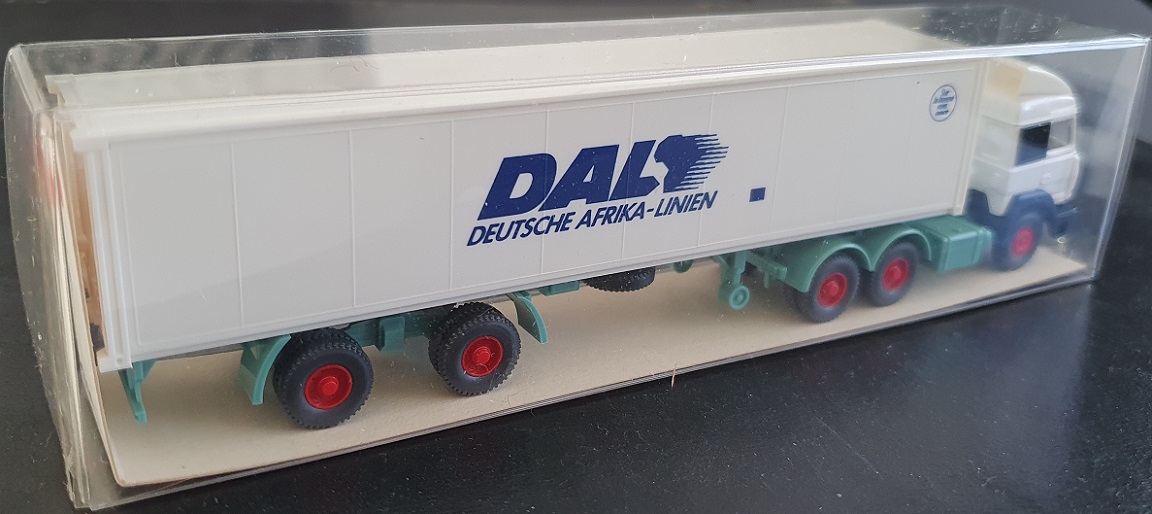 DAL
DEUTSCHE AFRIKA-LINIEN